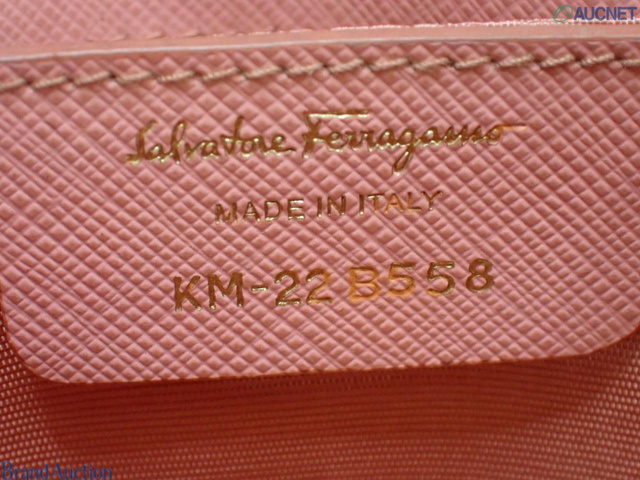 AUCNET
Salvatore Ferragamo
MADE IN ITALY
KM-22 B558
Brand Auction